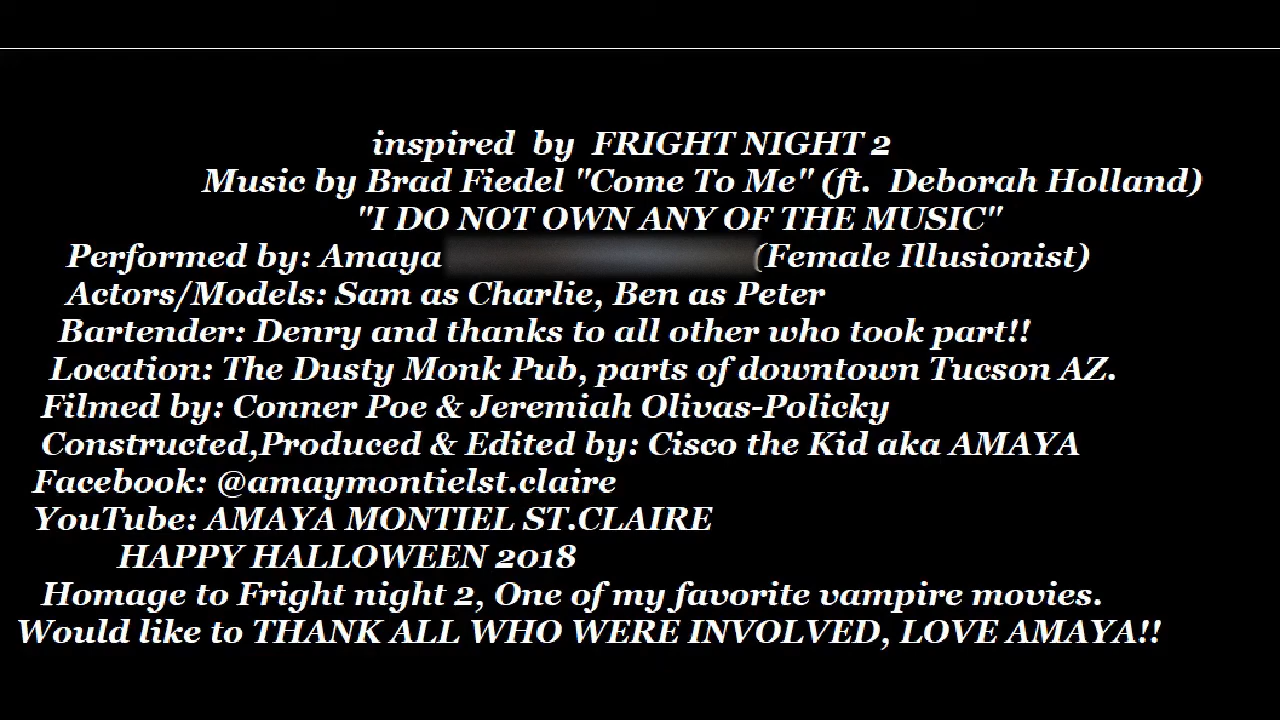 inspired by FRIGHT NIGHT 2
Music by Brad Fiedel "Come To Me" (ft. Deborah Holland)
"I DO NOT OWN ANY OF THE MUSIC"
Performed by: Amaya (Female Illusionist)
Actors/Models: Sam as Charlie, Ben as Peter
Bartender: Denry and thanks to all other who took part!!
Location: The Dusty Monk Pub, parts of downtown Tucson AZ.
Filmed by: Conner Poe & Jeremiah Olivas-Policky
Constructed,Produced & Edited by: Cisco the Kid aka AMAYA
Facebook: @amaymontielst.claire
YouTube: AMAYA MONTIEL ST.CLAIRE
HAPPY HALLOWEEN 2018
Homage to Fright night 2, One of my favorite vampire movies.
Would like to THANK ALL WHO WERE INVOLVED, LOVE AMAYA!!